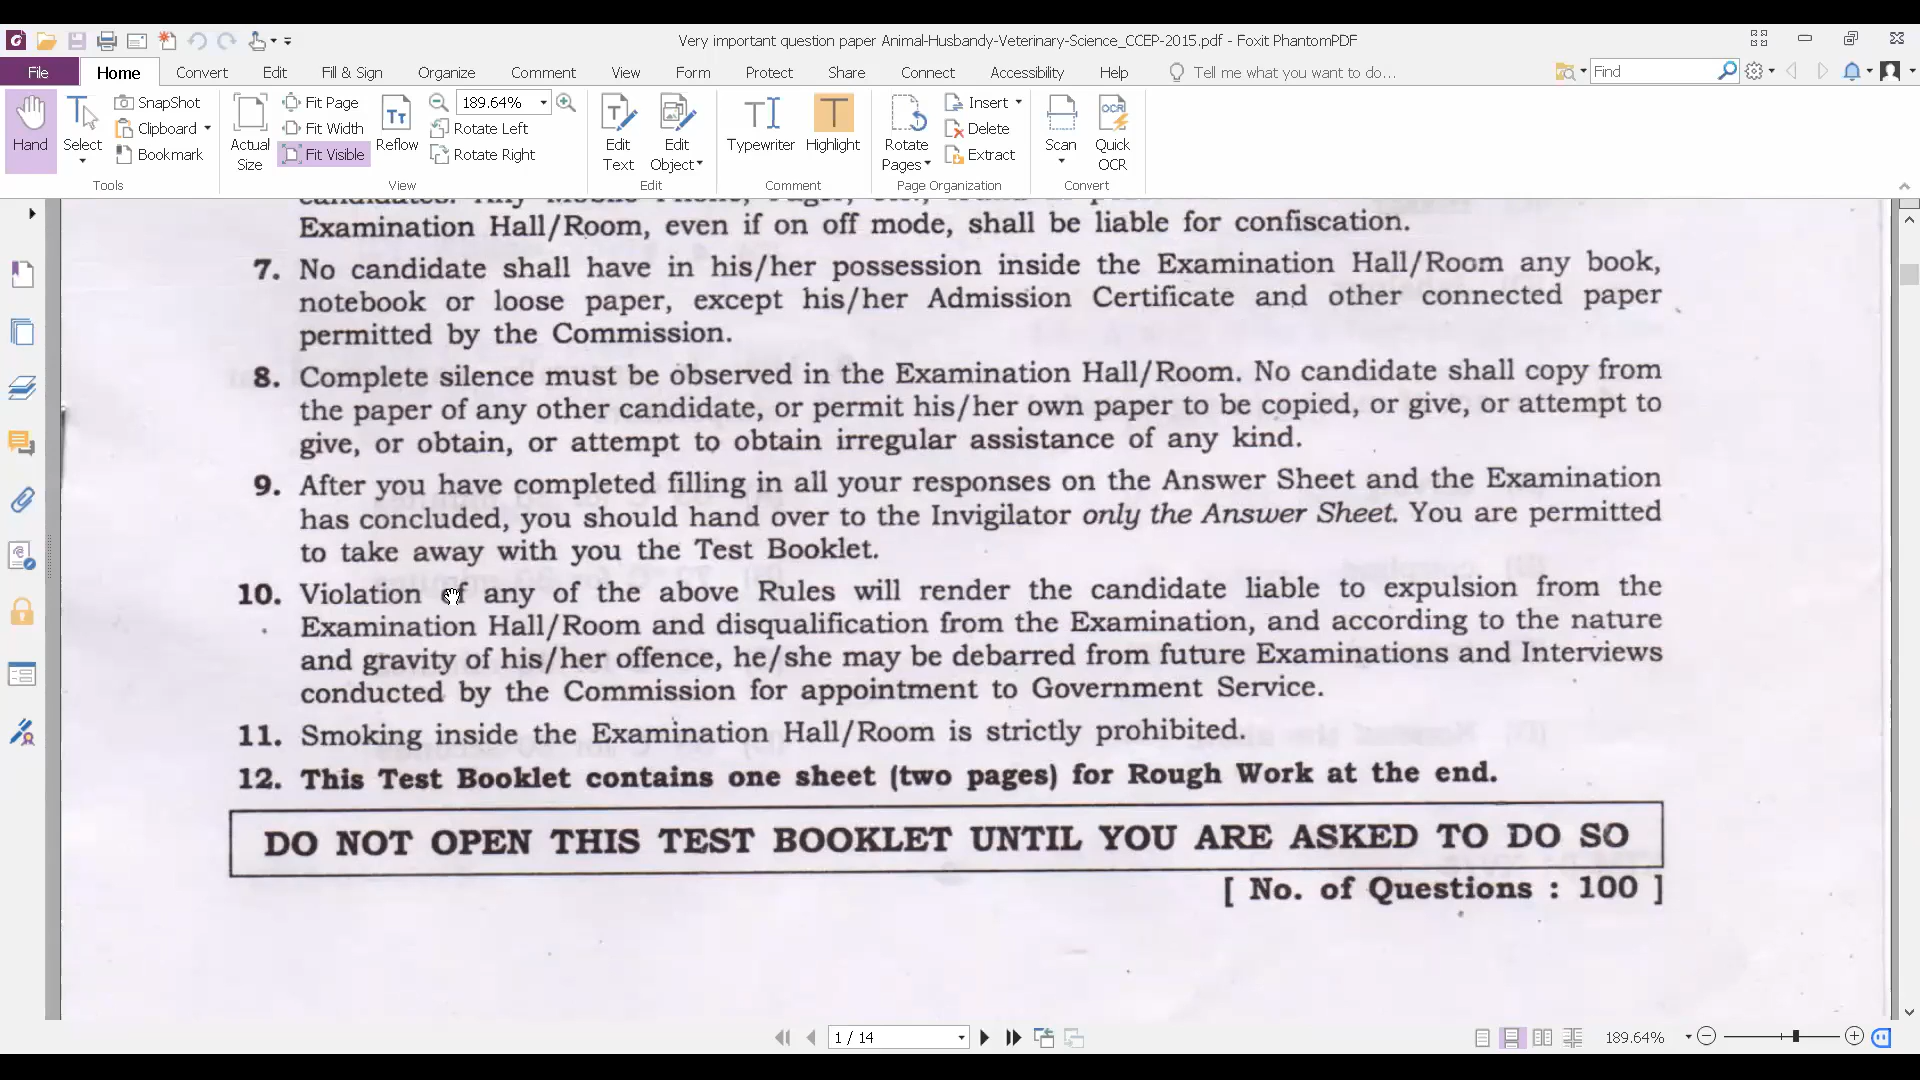 Very important question paper Animal-Husbandy-Veterinary-Science_CCEP-2015.pdf - Foxit PhantomPDF
File Home Convert Edit Fill & Sign Organize Comment View Form Protect Share Connect Accessibility Help Tell me what you want to do... Find
Hand Select SnapShot Clipboard Bookmark Actual Size Fit Page Fit Width Fit Visible Reflow 189.64% Rotate Left Rotate Right Edit Text Edit Object Typewriter Highlight Rotate Pages Insert Delete Extract Scan Quick OCR
Tools View Edit Comment Page Organization Convert
Examination Hall/Room, even if on off mode, shall be liable for confiscation.
7. No candidate shall have in his/her possession inside the Examination Hall/Room any book,
notebook or loose paper, except his/her Admission Certificate and other connected paper
permitted by the Commission.
8. Complete silence must be observed in the Examination Hall/Room. No candidate shall copy from
the paper of any other candidate, or permit his/her own paper to be copied, or give, or attempt to
give, or obtain, or attempt to obtain irregular assistance of any kind.
9. After you have completed filling in all your responses on the Answer Sheet and the Examination
has concluded, you should hand over to the Invigilator only the Answer Sheet. You are permitted
to take away with you the Test Booklet.
10. Violation of any of the above Rules will render the candidate liable to expulsion from the
Examination Hall/Room and disqualification from the Examination, and according to the nature
and gravity of his/her offence, he/she may be debarred from future Examinations and Interviews
conducted by the Commission for appointment to Government Service.
11. Smoking inside the Examination Hall/Room is strictly prohibited.
12. This Test Booklet contains one sheet (two pages) for Rough Work at the end.
DO NOT OPEN THIS TEST BOOKLET UNTIL YOU ARE ASKED TO DO SO
[ No. of Questions : 100 ]
1 / 14 189.64%